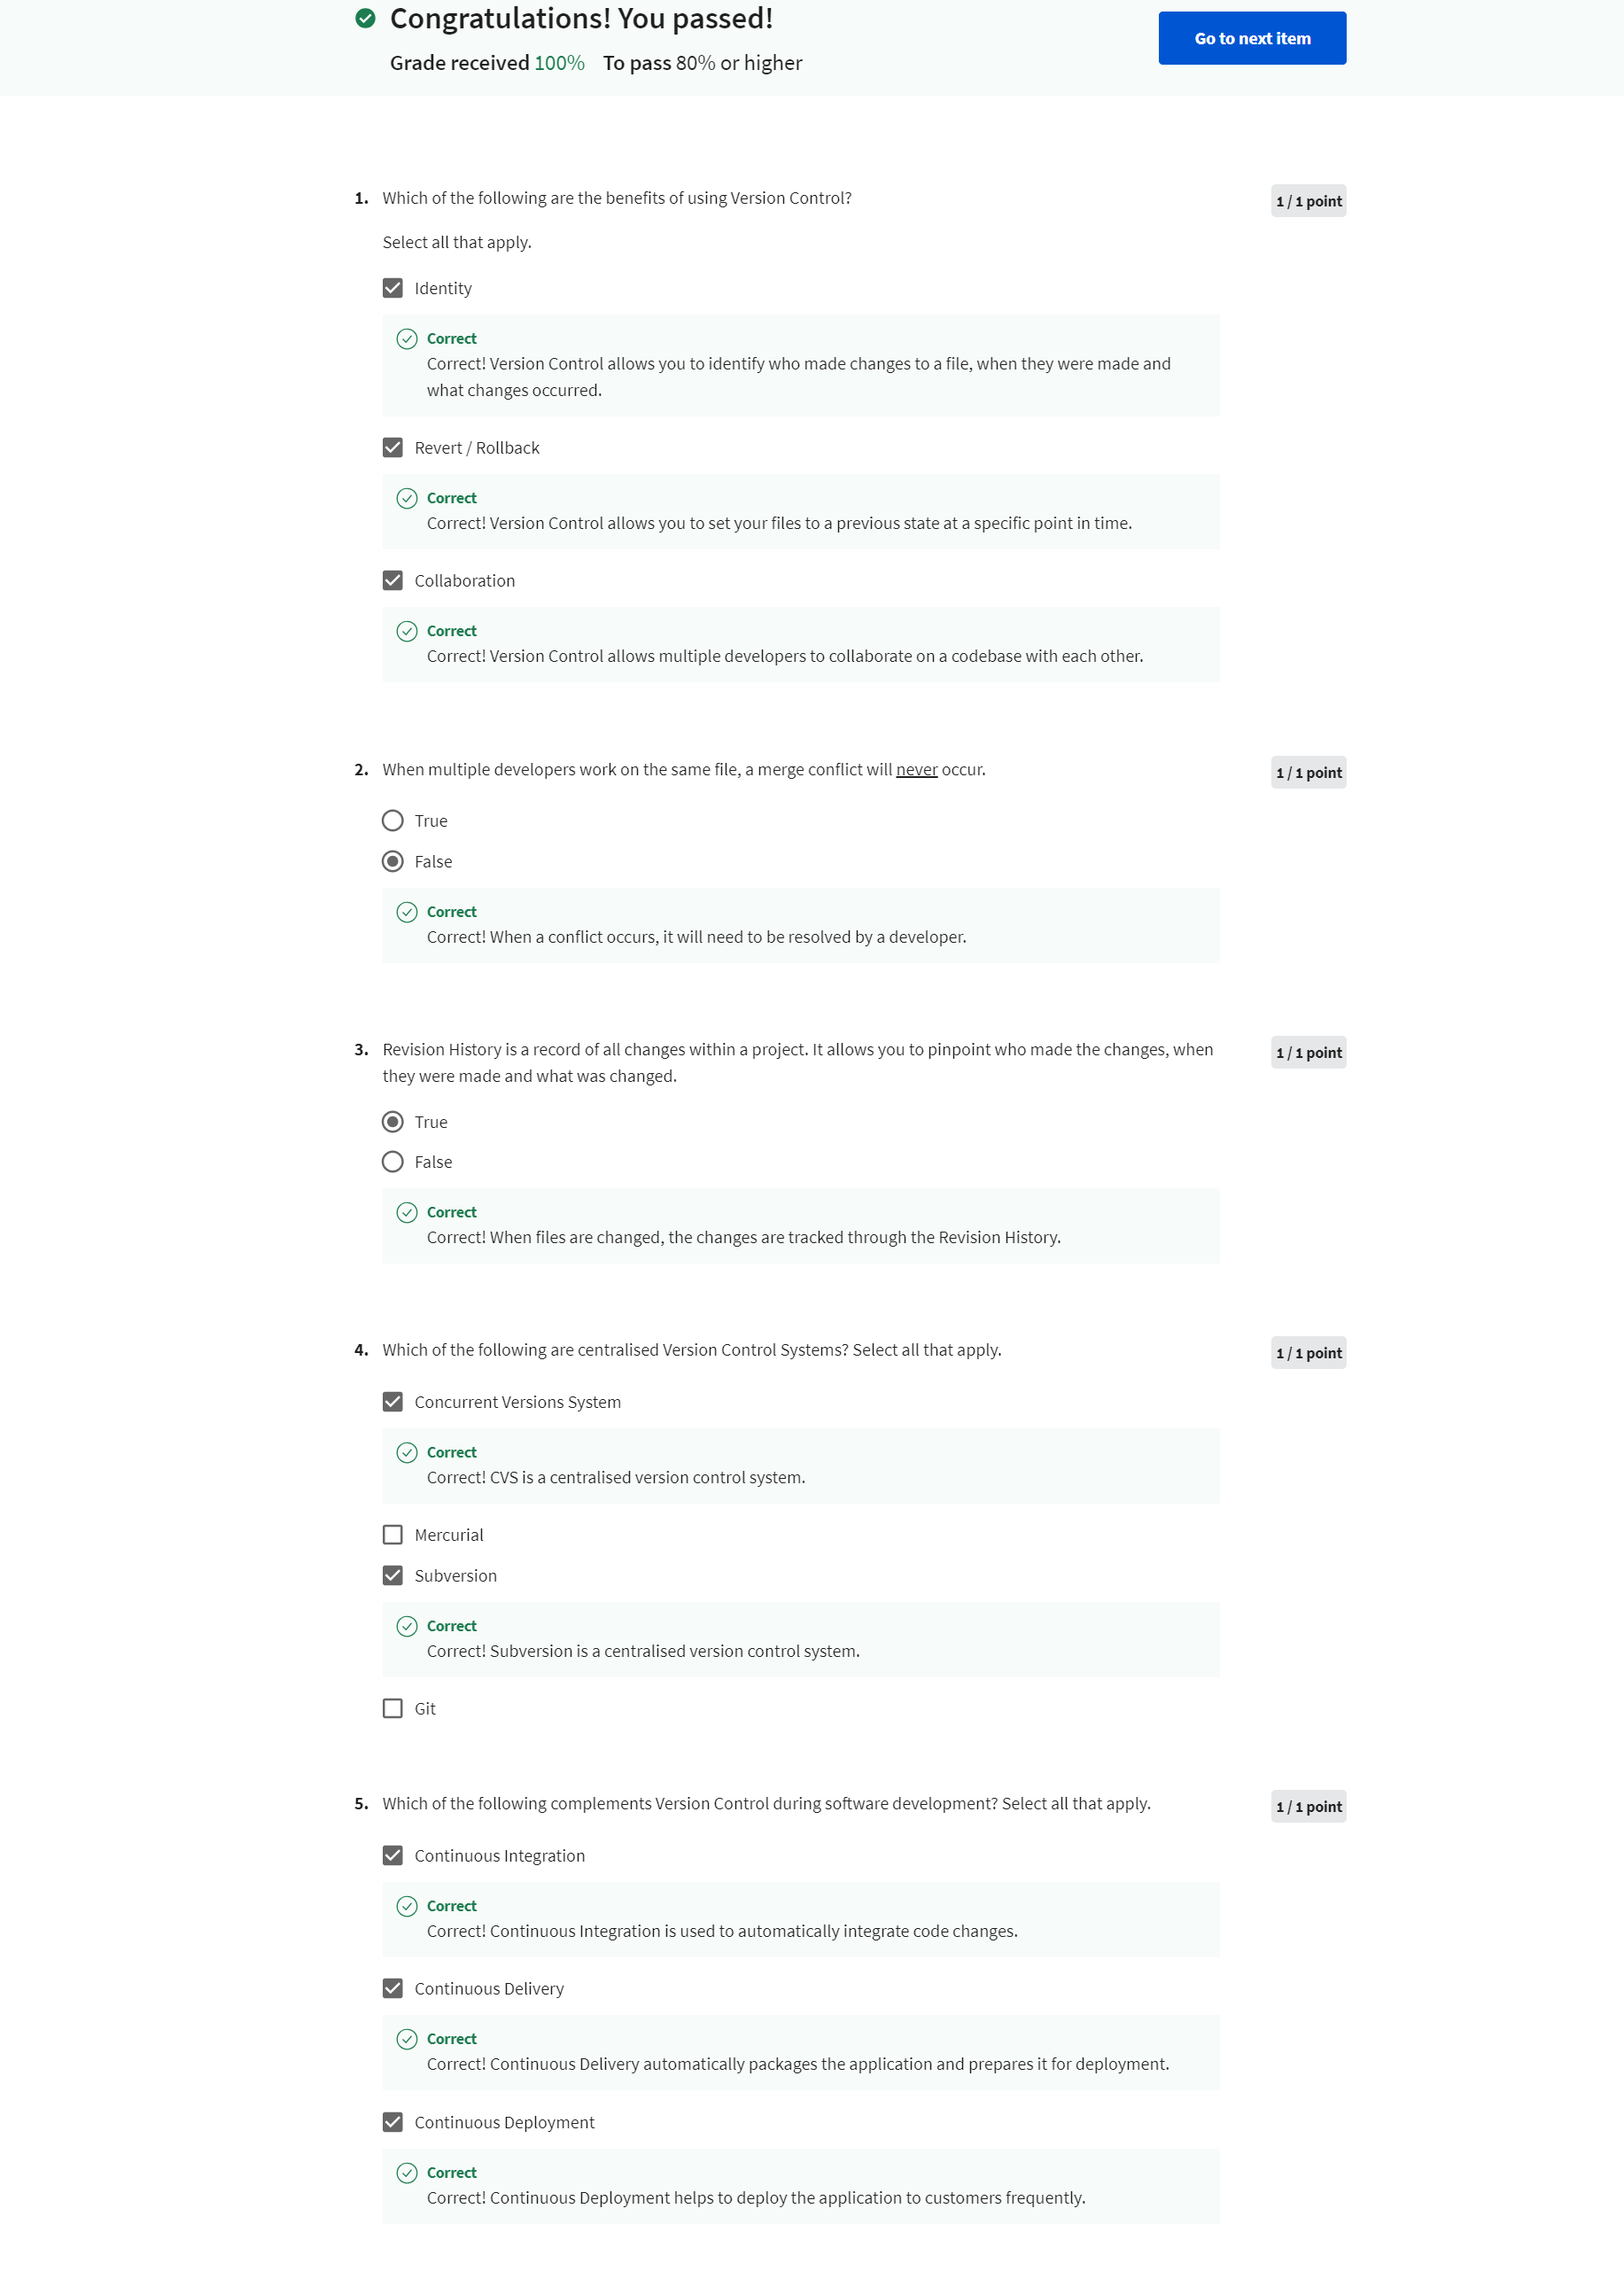 Congratulations! You passed!
Go to next item
Grade received 100% To pass 80% or higher
1. Which of the following are the benefits of using Version Control?
1 / 1 point
Select all that apply.
Identity
Correct
Correct! Version Control allows you to identify who made changes to a file, when they were made and
what changes occurred.
Revert / Rollback
Correct
Correct! Version Control allows you to set your files to a previous state at a specific point in time.
Collaboration
Correct
Correct! Version Control allows multiple developers to collaborate on a codebase with each other.
2. When multiple developers work on the same file, a merge conflict will never occur.
1 / 1 point
True
False
Correct
Correct! When a conflict occurs, it will need to be resolved by a developer.
3. Revision History is a record of all changes within a project. It allows you to pinpoint who made the changes, when
1 / 1 point
they were made and what was changed.
True
False
Correct
Correct! When files are changed, the changes are tracked through the Revision History.
4. Which of the following are centralised Version Control Systems? Select all that apply.
1 / 1 point
Concurrent Versions System
Correct
Correct! CVS is a centralised version control system.
Mercurial
Subversion
Correct
Correct! Subversion is a centralised version control system.
Git
5. Which of the following complements Version Control during software development? Select all that apply.
1 / 1 point
Continuous Integration
Correct
Correct! Continuous Integration is used to automatically integrate code changes.
Continuous Delivery
Correct
Correct! Continuous Delivery automatically packages the application and prepares it for deployment.
Continuous Deployment
Correct
Correct! Continuous Deployment helps to deploy the application to customers frequently.